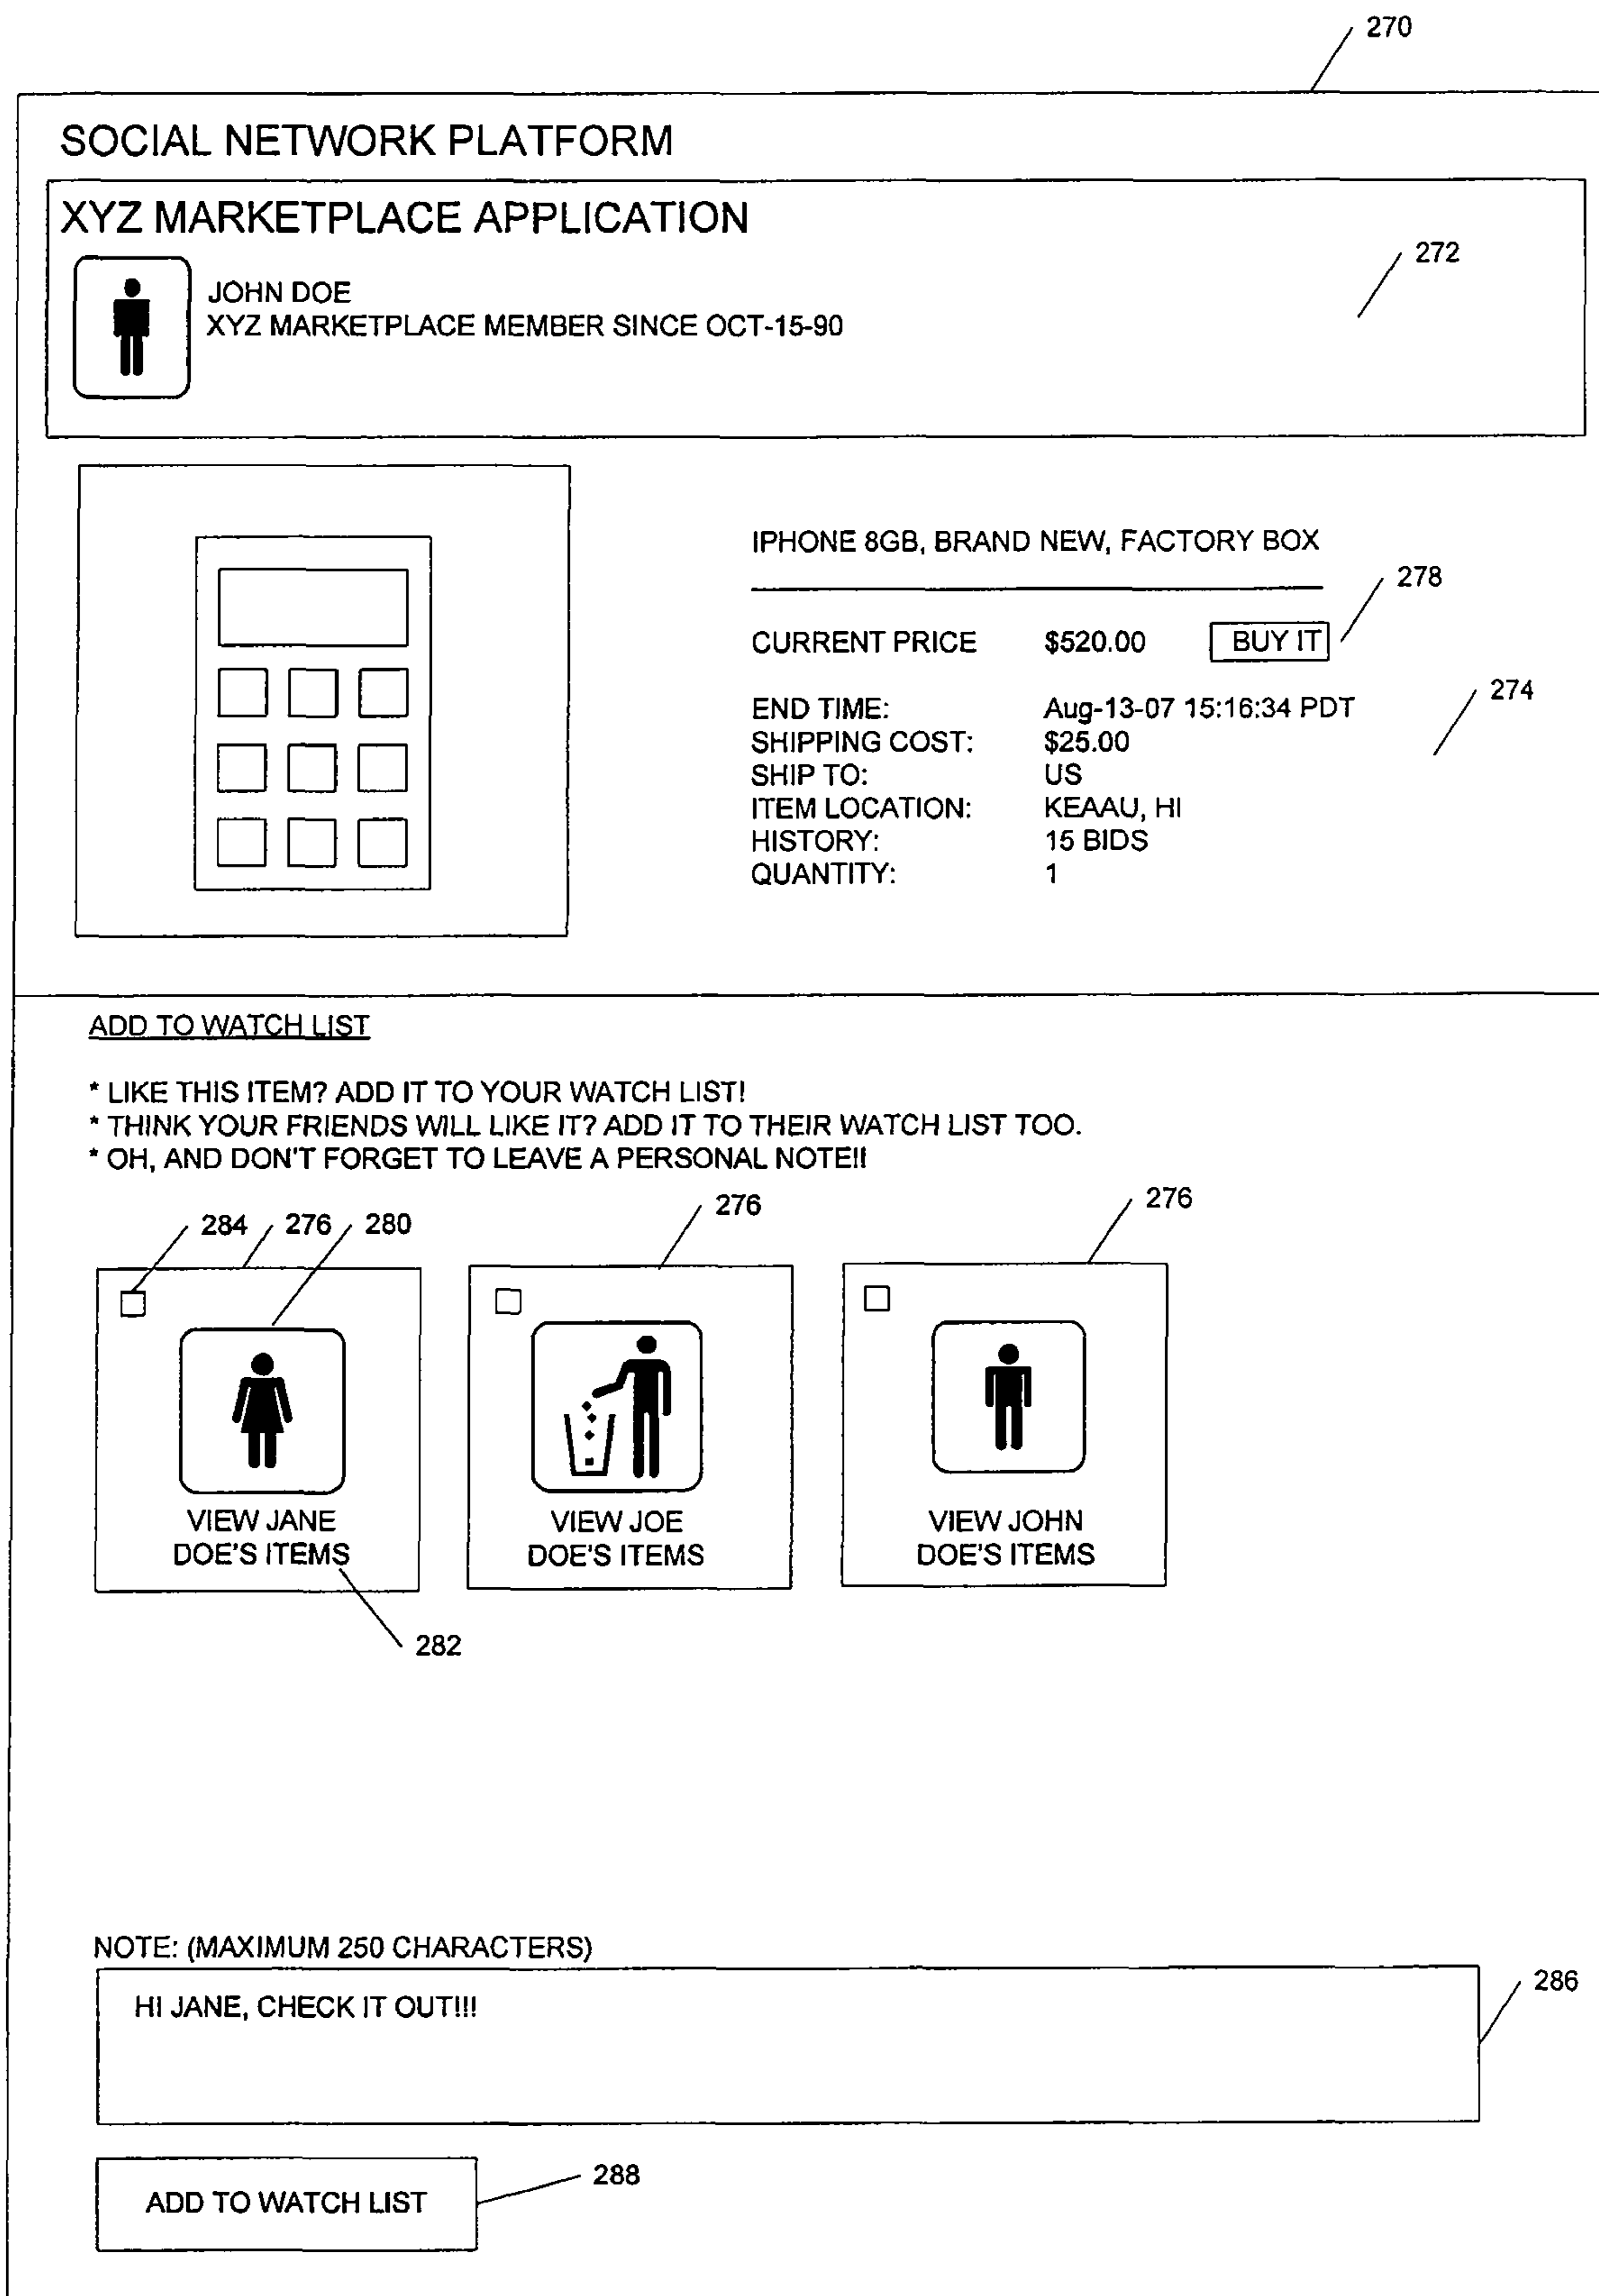 270
SOCIAL NETWORK PLATFORM
XYZ MARKETPLACE APPLICATION
272
JOHN DOE
XYZ MARKETPLACE MEMBER SINCE OCT-15-90
IPHONE 8GB, BRAND NEW, FACTORY BOX
278
CURRENT PRICE $520.00 BUY IT
274
END TIME: Aug-13-07 15:16:34 PDT
SHIPPING COST: $25.00
SHIP TO: US
ITEM LOCATION: KEAAU, HI
HISTORY: 15 BIDS
QUANTITY: 1
ADD TO WATCH LIST
* LIKE THIS ITEM? ADD IT TO YOUR WATCH LIST!
* THINK YOUR FRIENDS WILL LIKE IT? ADD IT TO THEIR WATCH LIST TOO.
* OH, AND DON'T FORGET TO LEAVE A PERSONAL NOTE!!
284 276 280 276 276
VIEW JANE
DOE'S ITEMS
VIEW JOE
DOE'S ITEMS
VIEW JOHN
DOE'S ITEMS
282
NOTE: (MAXIMUM 250 CHARACTERS)
HI JANE, CHECK IT OUT!!!
286
ADD TO WATCH LIST
288